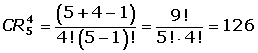 CR₅⁴ = (5+4−1) / 4!(5−1)! = 9! / 5!·4! = 126